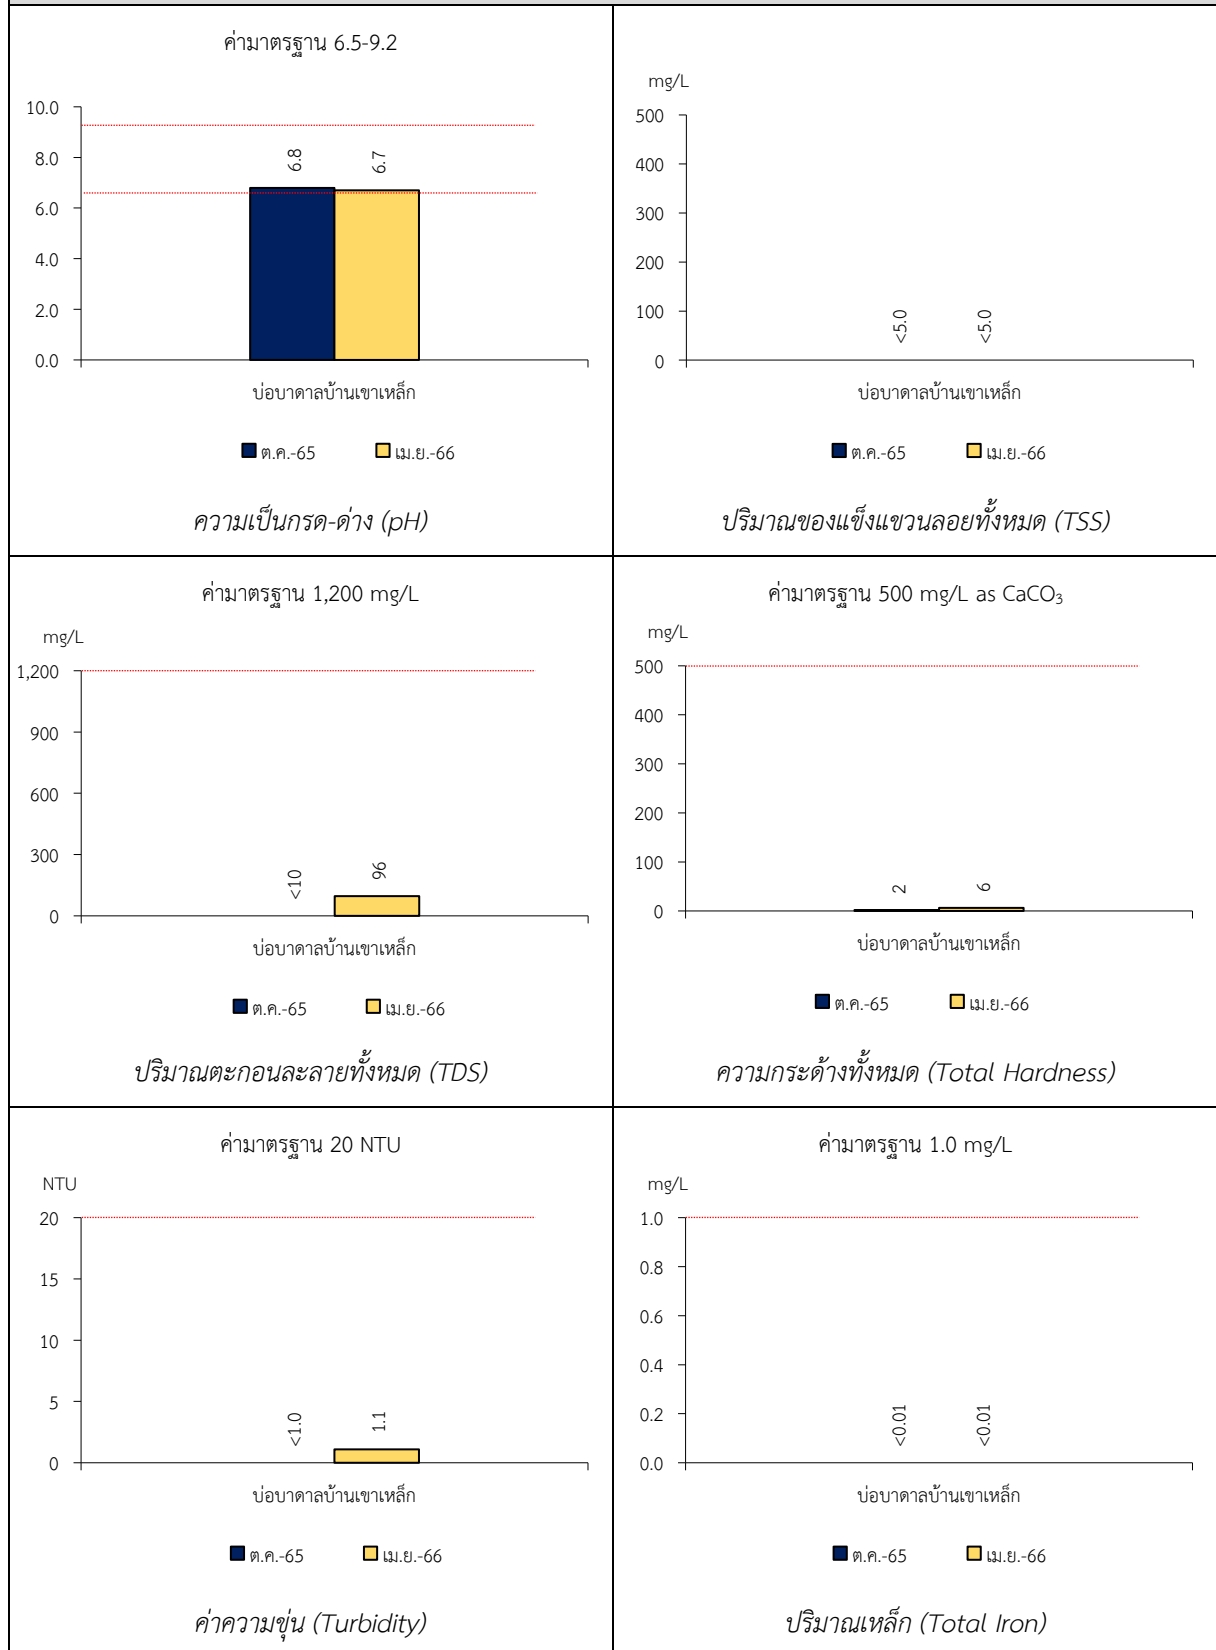 ค่ามาตรฐาน 6.5-9.2
10.0
8.0
6.0
4.0
2.0
0.0
6.8
6.7
บ่อบาดาลบ้านเขาเหล็ก
ต.ค.-65 เม.ย.-66
ความเป็นกรด-ด่าง (pH)
mg/L
500
400
300
200
100
0
<5.0
<5.0
บ่อบาดาลบ้านเขาเหล็ก
ต.ค.-65 เม.ย.-66
ปริมาณของแข็งแขวนลอยทั้งหมด (TSS)
ค่ามาตรฐาน 1,200 mg/L
mg/L
1,200
900
600
300
0
<10
96
บ่อบาดาลบ้านเขาเหล็ก
ต.ค.-65 เม.ย.-66
ปริมาณตะกอนละลายทั้งหมด (TDS)
ค่ามาตรฐาน 500 mg/L as CaCO₃
mg/L
500
400
300
200
100
0
2
6
บ่อบาดาลบ้านเขาเหล็ก
ต.ค.-65 เม.ย.-66
ความกระด้างทั้งหมด (Total Hardness)
ค่ามาตรฐาน 20 NTU
NTU
20
15
10
5
0
<1.0
1.1
บ่อบาดาลบ้านเขาเหล็ก
ต.ค.-65 เม.ย.-66
ค่าความขุ่น (Turbidity)
ค่ามาตรฐาน 1.0 mg/L
mg/L
1.0
0.8
0.6
0.4
0.2
0.0
<0.01
<0.01
บ่อบาดาลบ้านเขาเหล็ก
ต.ค.-65 เม.ย.-66
ปริมาณเหล็ก (Total Iron)